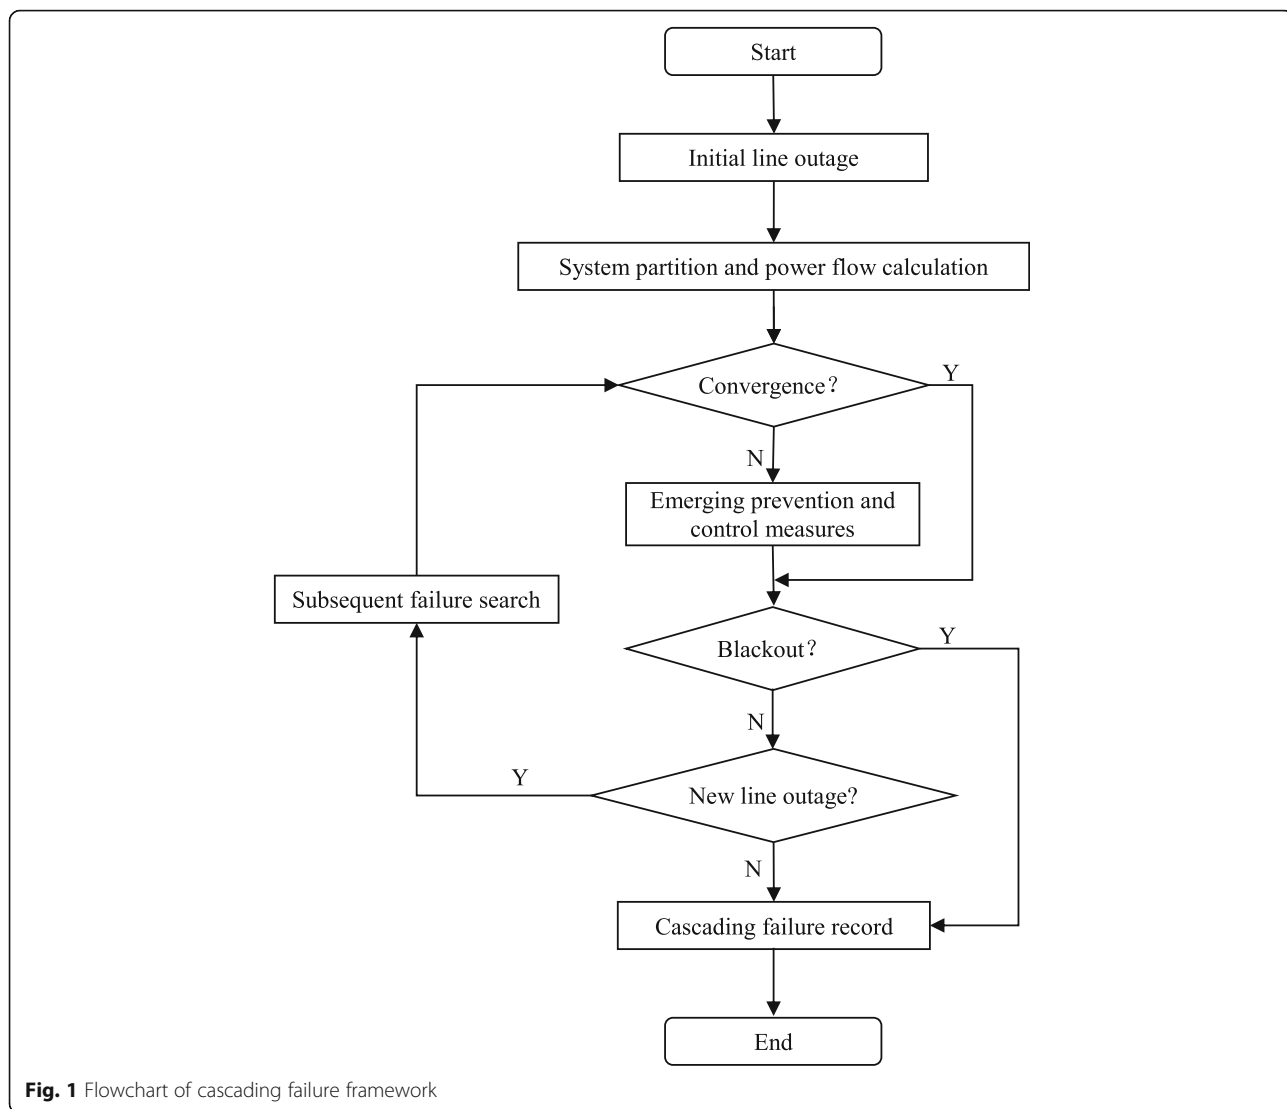 Start
Initial line outage
System partition and power flow calculation
Convergence?
Y
N
Emerging prevention and
control measures
Subsequent failure search
Blackout?
Y
N
New line outage?
Y
N
Cascading failure record
End
Fig. 1 Flowchart of cascading failure framework